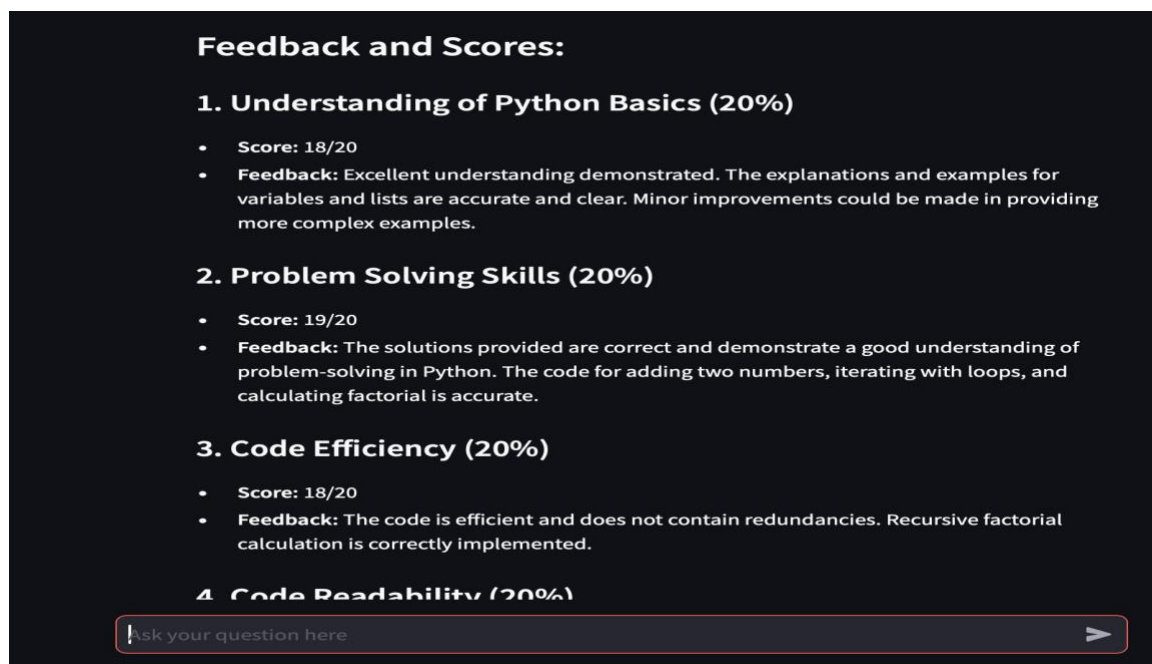 Feedback and Scores:
1. Understanding of Python Basics (20%)
• Score: 18/20
• Feedback: Excellent understanding demonstrated. The explanations and examples for
variables and lists are accurate and clear. Minor improvements could be made in providing
more complex examples.
2. Problem Solving Skills (20%)
• Score: 19/20
• Feedback: The solutions provided are correct and demonstrate a good understanding of
problem-solving in Python. The code for adding two numbers, iterating with loops, and
calculating factorial is accurate.
3. Code Efficiency (20%)
• Score: 18/20
• Feedback: The code is efficient and does not contain redundancies. Recursive factorial
calculation is correctly implemented.
4. Code Readability (20%)
Ask your question here